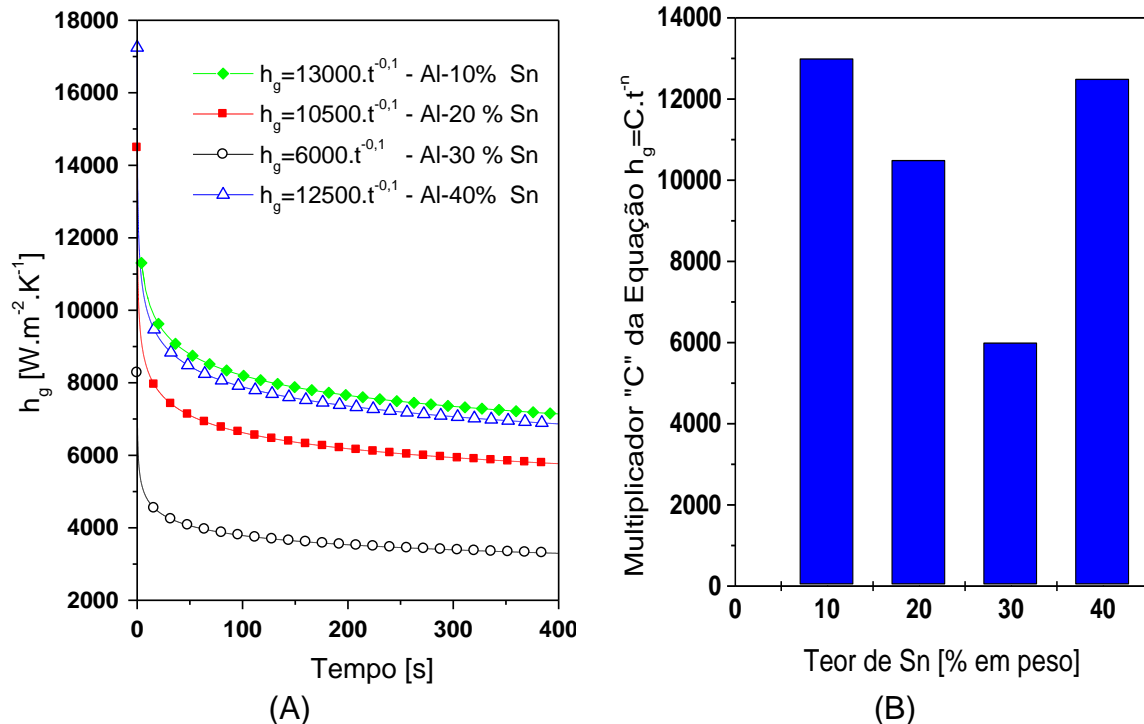 18000
16000
14000
12000
10000
8000
6000
4000
2000
h_g [W.m^-2.K^-1]
h_g=13000.t^-0,1 - Al-10% Sn
h_g=10500.t^-0,1 - Al-20 % Sn
h_g=6000.t^-0,1 - Al-30 % Sn
h_g=12500.t^-0,1 - Al-40% Sn
0 100 200 300 400
Tempo [s]
(A)
14000
12000
10000
8000
6000
4000
2000
0
Multiplicador "C" da Equação h_g=C.t^-n
0 10 20 30 40
Teor de Sn [% em peso]
(B)